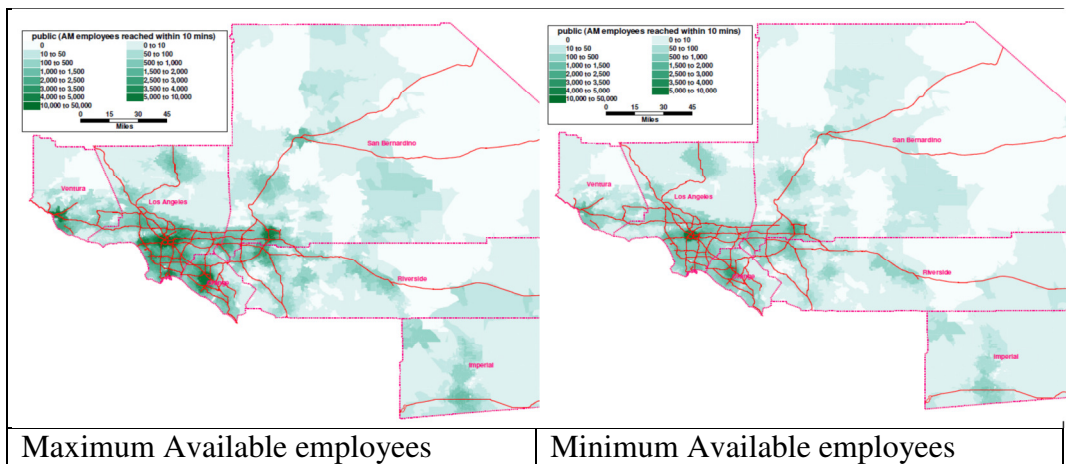 public (AM employees reached within 10 mins)
0 0 to 10
10 to 50 50 to 100
100 to 500 500 to 1,000
1,000 to 1,500 1,500 to 2,000
2,000 to 2,500 2,500 to 3,000
3,000 to 3,500 3,500 to 4,000
4,000 to 5,000 5,000 to 10,000
10,000 to 50,000
0 15 30 45
Miles
San Bernardino
Ventura
Los Angeles
Riverside
Imperial
Maximum Available employees
public (AM employees reached within 10 mins)
0 0 to 10
10 to 50 50 to 100
100 to 500 500 to 1,000
1,000 to 1,500 1,500 to 2,000
2,000 to 2,500 2,500 to 3,000
3,000 to 3,500 3,500 to 4,000
4,000 to 5,000 5,000 to 10,000
10,000 to 50,000
0 15 30 45
Miles
San Bernardino
Ventura
Los Angeles
Riverside
Imperial
Minimum Available employees